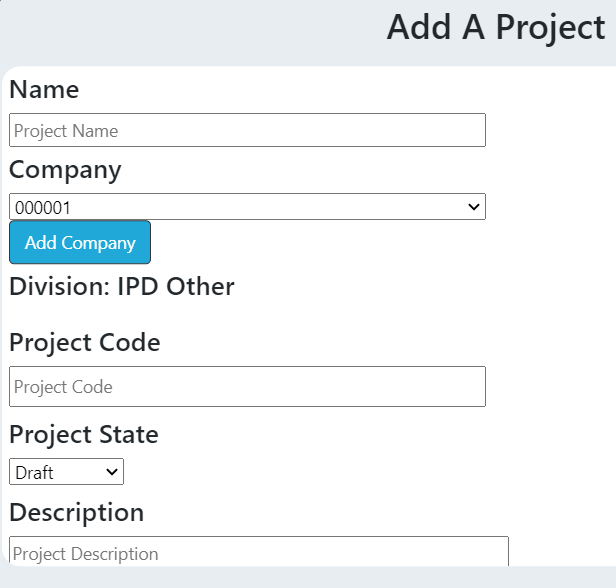 Add A Project
Name
Project Name
Company
000001
Add Company
Division: IPD Other
Project Code
Project Code
Project State
Draft
Description
Project Description